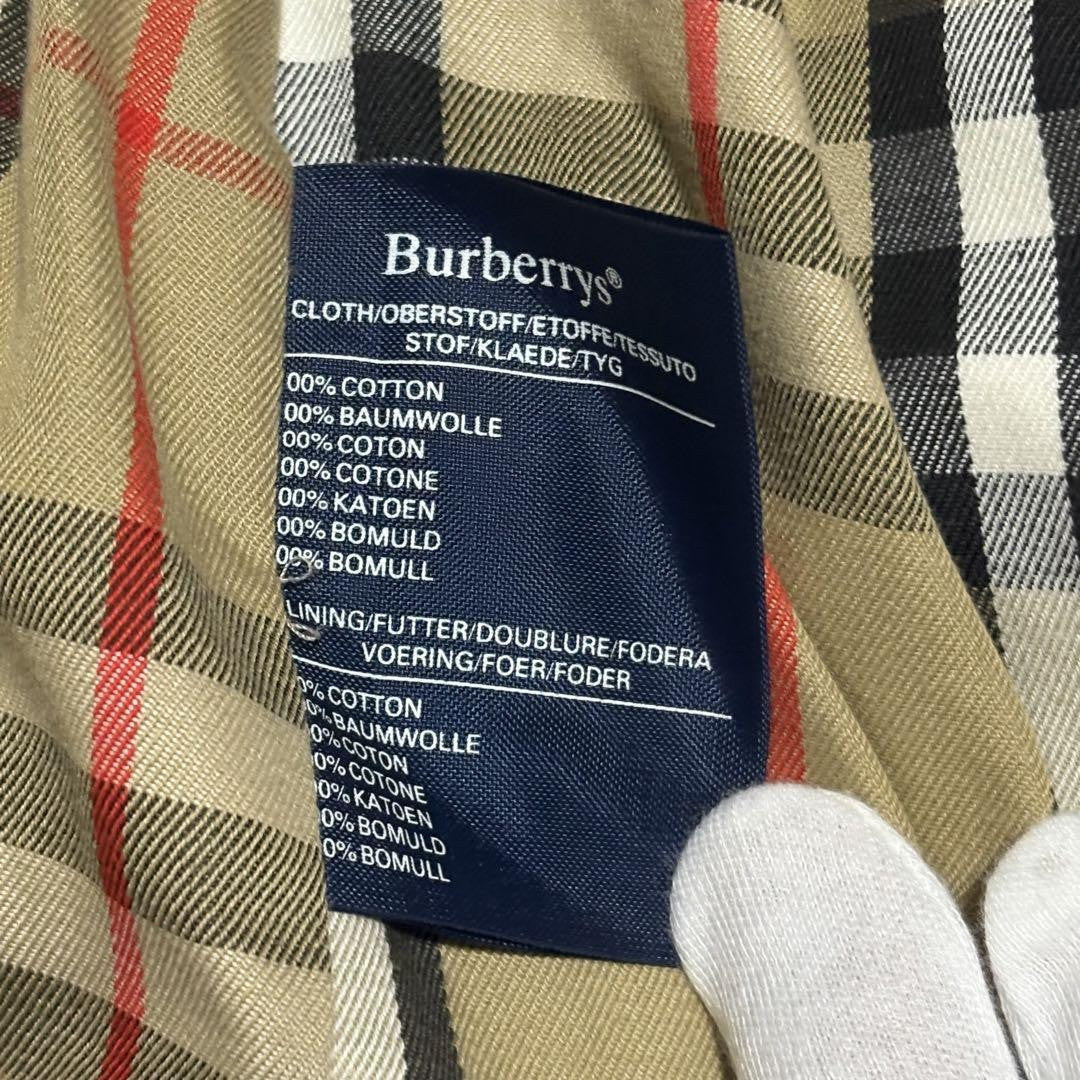 Burberrys®
CLOTH/OBERSTOFF/ETOFFE/TESSUTO
STOF/KLAEDE/TYG
00% COTTON
00% BAUMWOLLE
00% COTON
00% COTONE
00% KATOEN
00% BOMULD
00% BOMULL
LINING/FUTTER/DOUBLURE/FODERA
VOERING/FOER/FODER
0% COTTON
0% BAUMWOLLE
0% COTON
0% COTONE
0% KATOEN
0% BOMULD
0% BOMULL